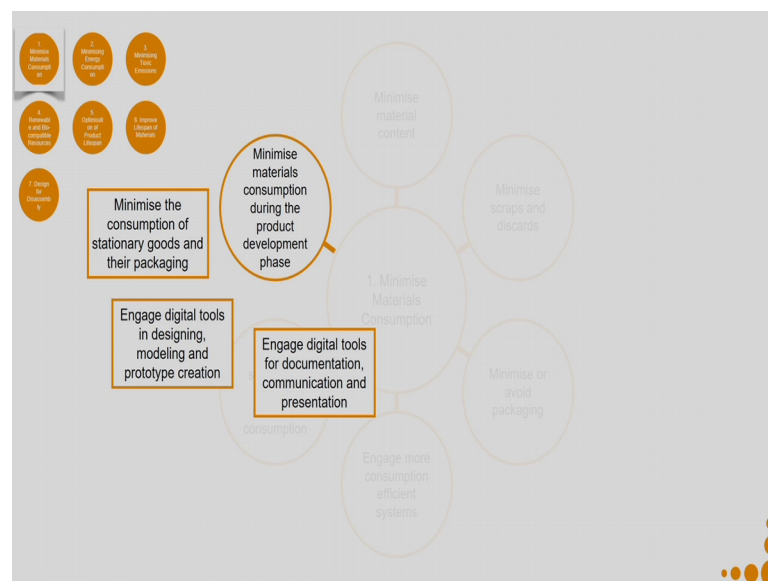 1.
Minimise
Materials
Consumpti
on
2.
Minimising
Energy
Consumpti
on
3.
Minimising
Toxic
Emissions
4.
Renewabl
e and Bio-
compatible
Resources
5.
Optimisati
on of
Product
Lifespan
6. Improve
Lifespan of
Materials
7. Design
for
Disassembl
y
Minimise
materials
consumption
during the
product
development
phase
Minimise the
consumption of
stationary goods and
their packaging
Engage digital tools
in designing,
modeling and
prototype creation
Engage digital tools
for documentation,
communication and
presentation
Minimise
material
content
Minimise
scraps and
discards
1. Minimise
Materials
Consumption
Minimise or
avoid
packaging
consumption
Engage more
consumption
efficient
systems